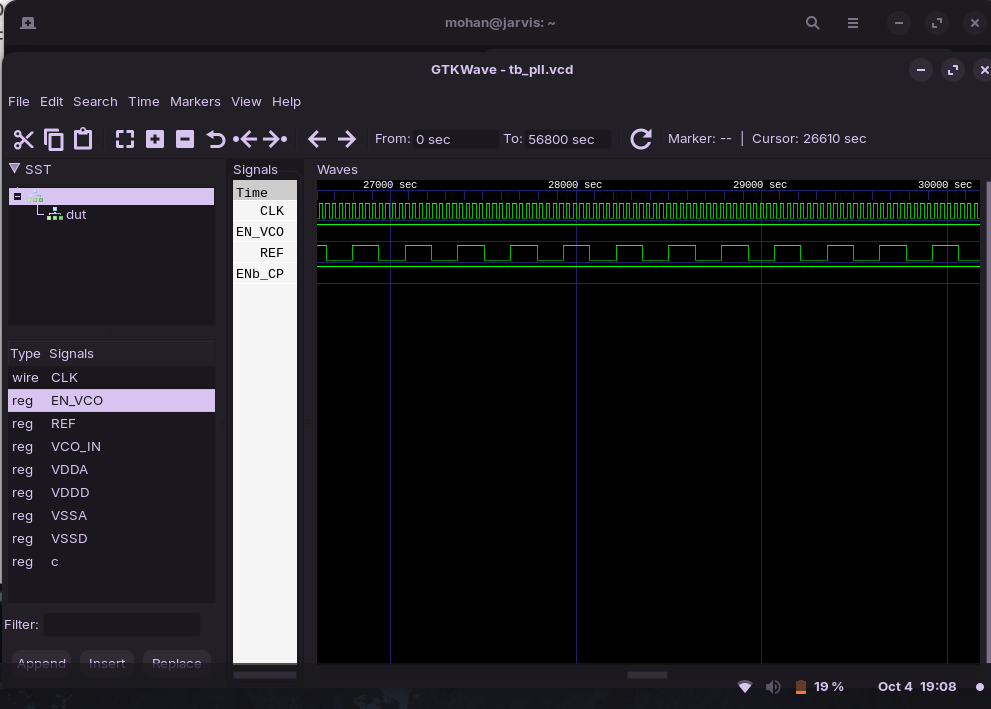 mohan@jarvis: ~
GTKWave - tb_pll.vcd
File Edit Search Time Markers View Help
From: 0 sec To: 56800 sec Marker: -- | Cursor: 26610 sec
SST
dut
Type Signals
wire CLK
reg EN_VCO
reg REF
reg VCO_IN
reg VDDA
reg VDDD
reg VSSA
reg VSSD
reg c
Filter:
Append Insert Replace
Signals
Time
CLK
EN_VCO
REF
ENb_CP
Waves
27000 sec 28000 sec 29000 sec 30000 sec
19 % Oct 4 19:08